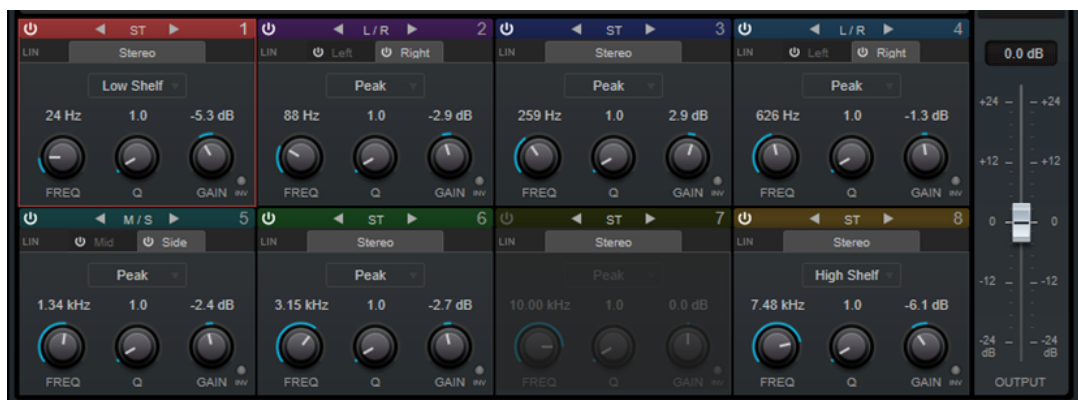 ST 1 L / R 2 ST 3 L / R 4
LIN Stereo LIN Left Right LIN Stereo LIN Left Right 0.0 dB
Low Shelf Peak Peak Peak
24 Hz 1.0 -5.3 dB 88 Hz 1.0 -2.9 dB 259 Hz 1.0 2.9 dB 626 Hz 1.0 -1.3 dB
+24 +24
+12 +12
FREQ Q GAIN INV FREQ Q GAIN INV FREQ Q GAIN INV FREQ Q GAIN INV
M / S 5 ST 6 ST 7 ST 8
0 0
LIN Mid Side LIN Stereo LIN Stereo LIN Stereo
Peak Peak Peak High Shelf
-12 -12
1.34 kHz 1.0 -2.4 dB 3.15 kHz 1.0 -2.7 dB 10.00 kHz 1.0 0.0 dB 7.48 kHz 1.0 -6.1 dB
-24 -24
dB dB
FREQ Q GAIN INV FREQ Q GAIN INV FREQ Q GAIN INV FREQ Q GAIN INV OUTPUT